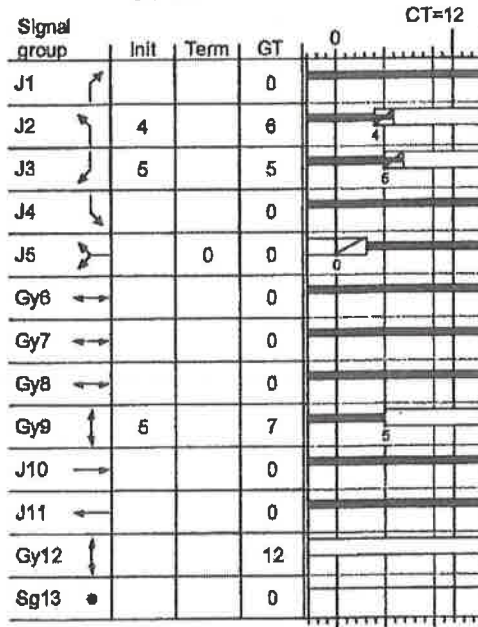 CT=12
Signal group Init Term GT 0
J1 0
J2 4 6 4
J3 5 5 5
J4 0
J5 0 0 0
Gy6 0
Gy7 0
Gy8 0
Gy9 5 7 5
J10 0
J11 0
Gy12 12
Sg13 0